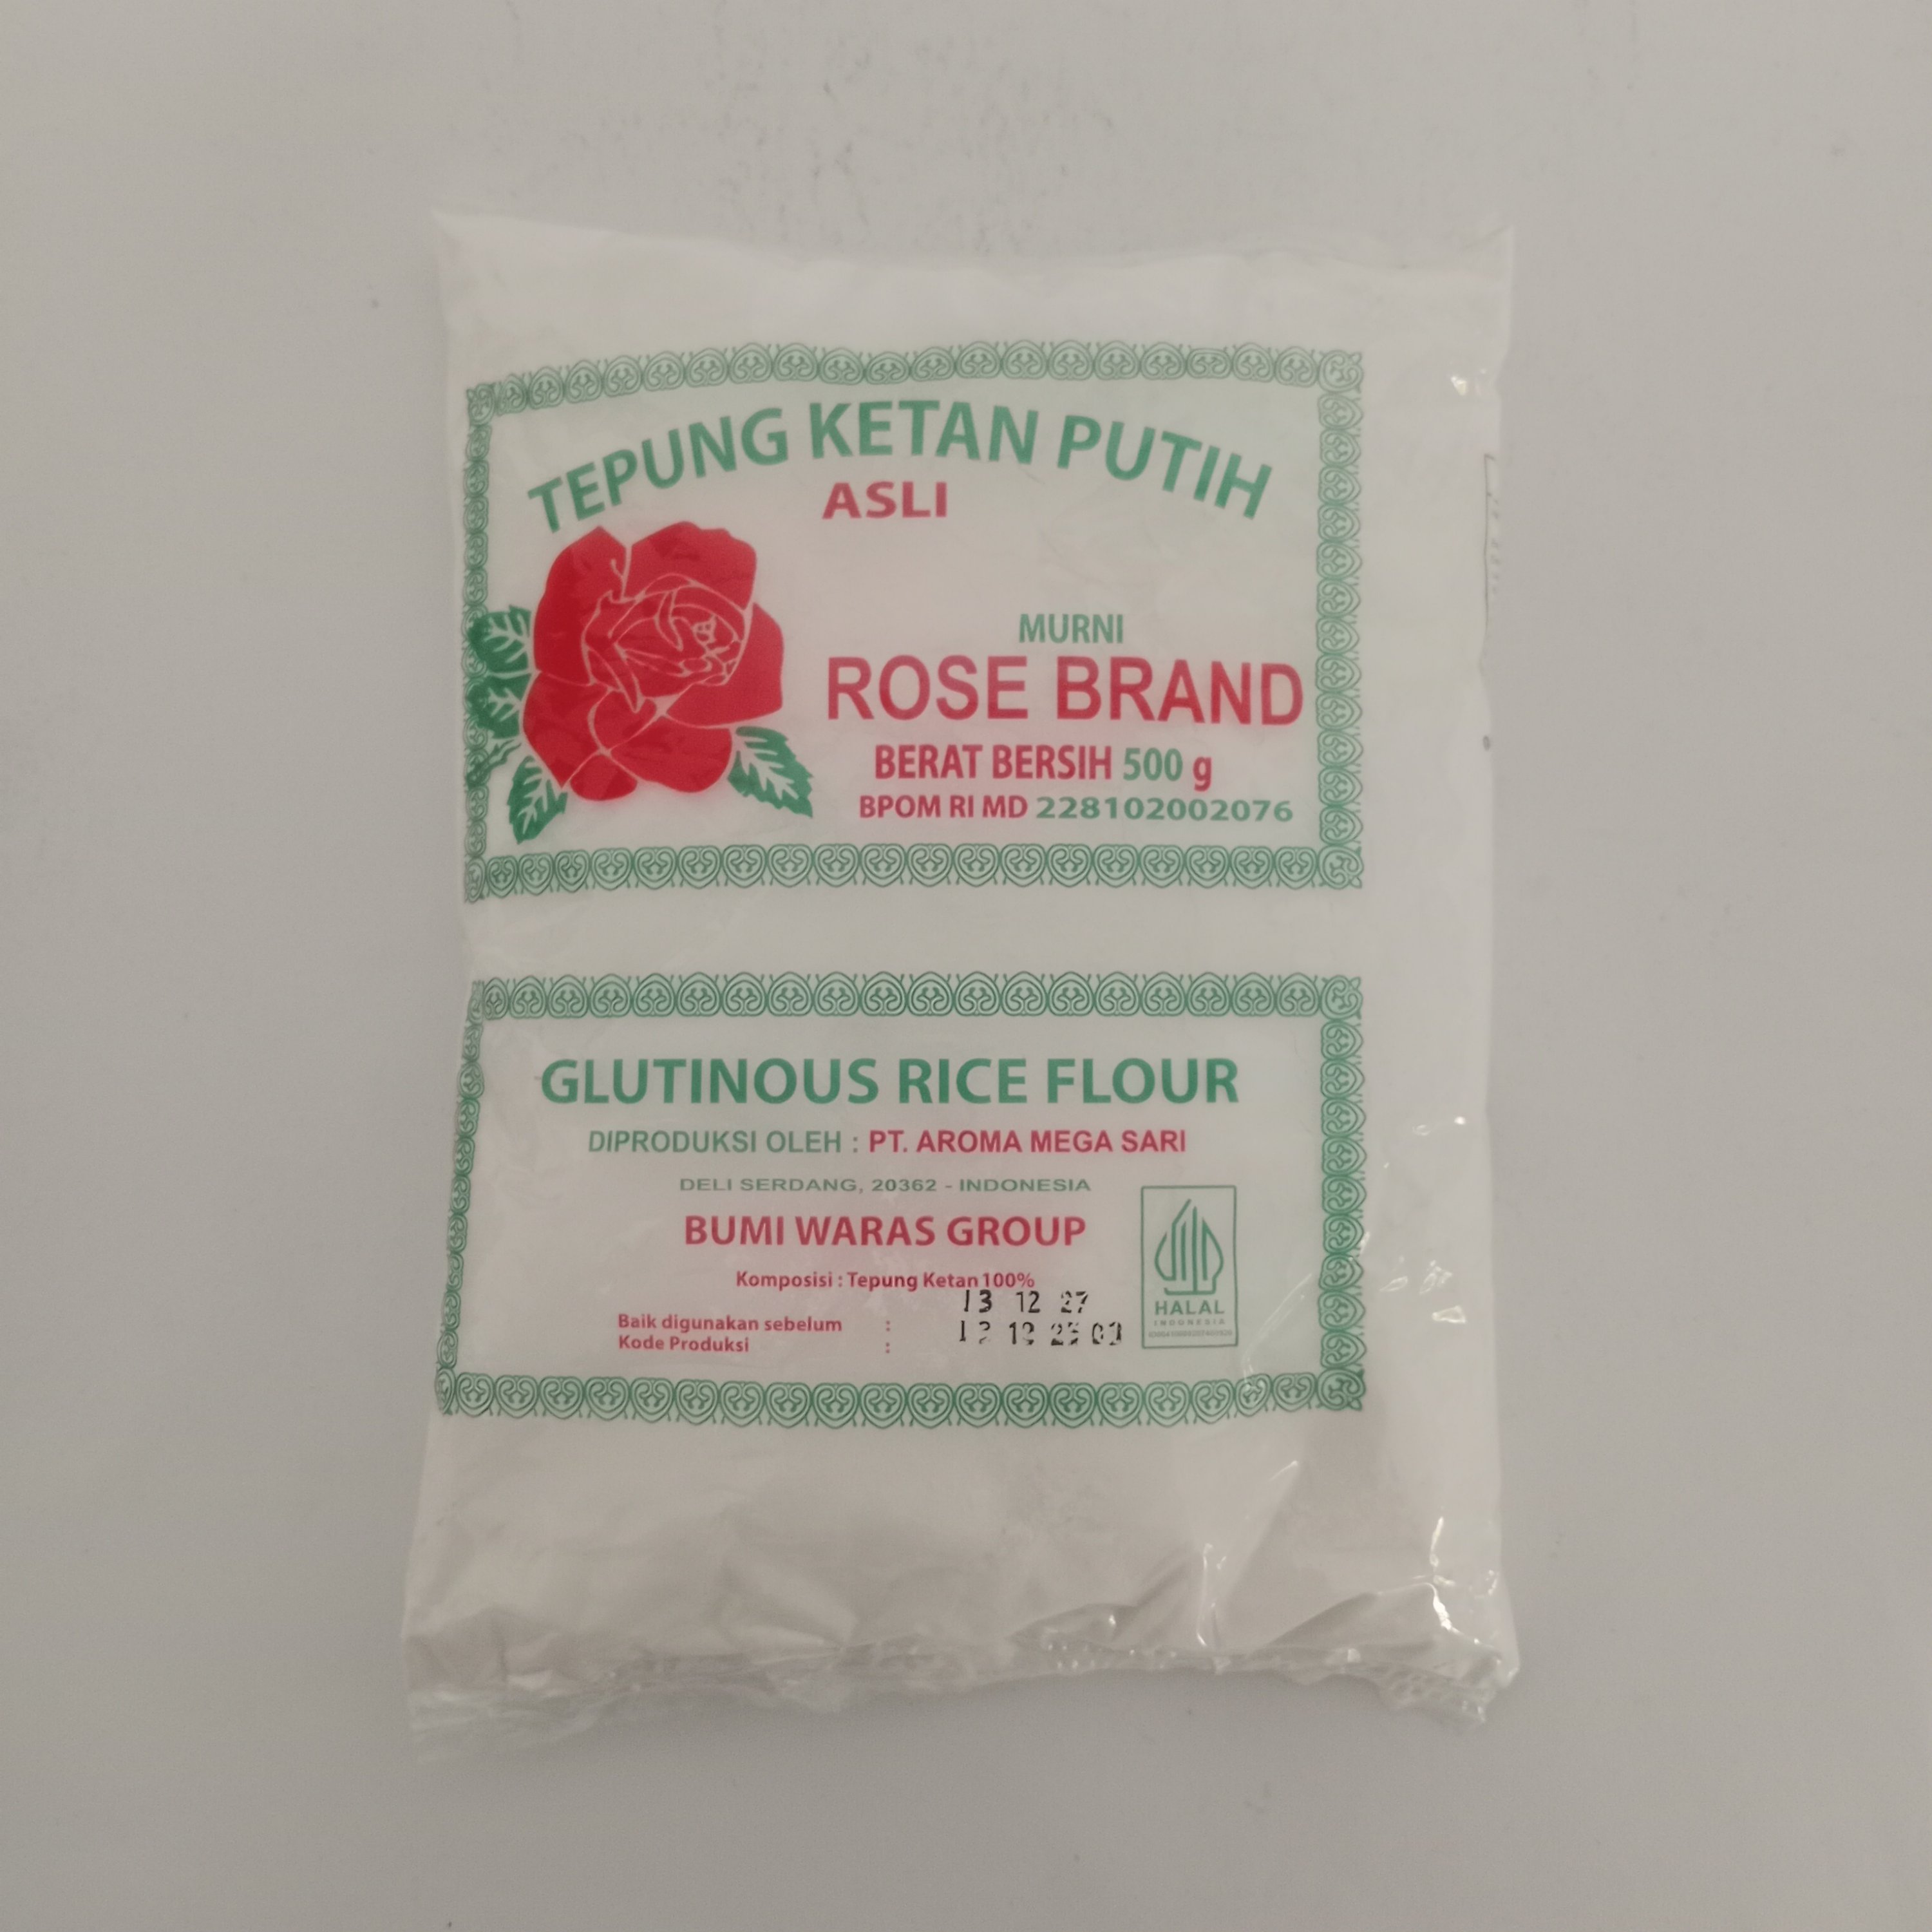 TEPUNG KETAN PUTIH
ASLI
MURNI
ROSE BRAND
BERAT BERSIH 500 g
BPOM RI MD 228102002076
GLUTINOUS RICE FLOUR
DIPRODUKSI OLEH : PT. AROMA MEGA SARI
DELI SERDANG, 20362 - INDONESIA
BUMI WARAS GROUP
Komposisi : Tepung Ketan 100%
13 12 27
Baik digunakan sebelum :
Kode Produksi :
HALAL
INDONESIA